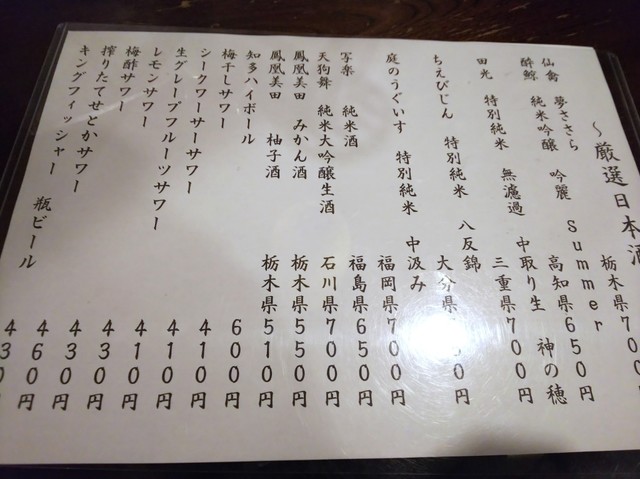 ～厳選日本酒
仙禽 夢ささら 栃木県700
酔鯨 純米吟醸 吟麗 Summer 高知県650円
田光 特別純米 無濾過 中取り生 神の穂 三重県700円
ちえびじん 特別純米 八反錦 大分県 0円
庭のうぐいす 特別純米 中汲み 福岡県700円
写楽 純米酒 福島県650円
天狗舞 純米大吟醸生酒 石川県700円
鳳凰美田 みかん酒 栃木県550円
鳳凰美田 柚子酒 栃木県510円
知多ハイボール 600円
梅干しサワー 410円
シークワーサーサワー 410円
生グレープフルーツサワー 410円
レモンサワー 430円
梅酢サワー 430円
搾りたてせとかサワー 460円
キングフィッシャー 瓶ビール 430